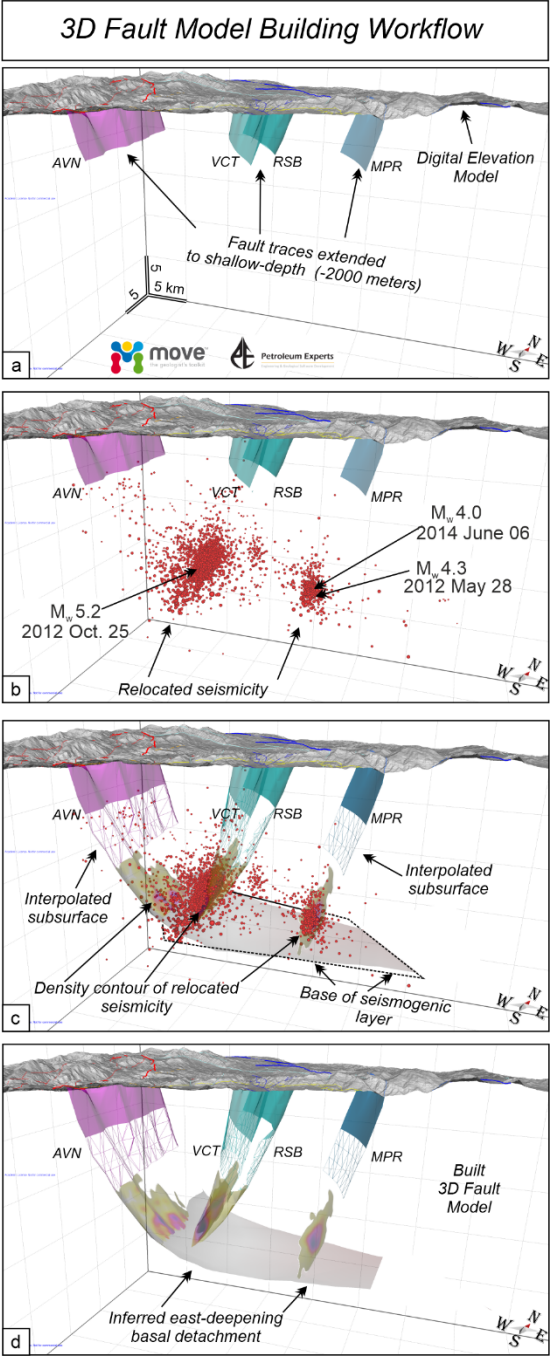 3D Fault Model Building Workflow
AVN
VCT
RSB
MPR
Digital Elevation
Model
Fault traces extended
to shallow-depth (-2000 meters)
5
5
5 km
move™
the geologist's toolkit
Petroleum Experts
W
N
S
E
a
AVN
VCT
RSB
MPR
Mw 4.0
2014 June 06
Mw 4.3
2012 May 28
Mw 5.2
2012 Oct. 25
Relocated seismicity
W
N
S
E
b
AVN
VCT
RSB
MPR
Interpolated
subsurface
Interpolated
subsurface
Density contour of relocated
seismicity
Base of seismogenic
layer
W
N
S
E
c
AVN
VCT
RSB
MPR
Built
3D Fault
Model
Inferred east-deepening
basal detachment
W
N
S
E
d